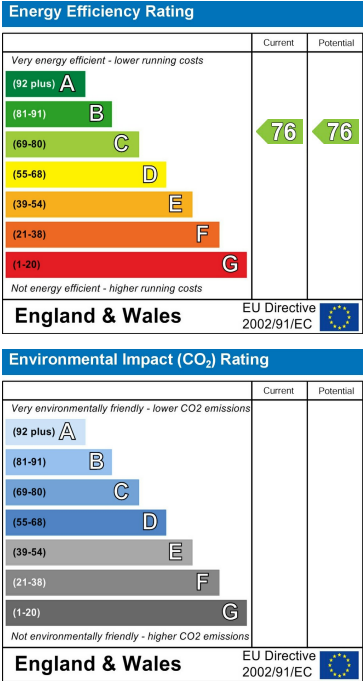 Energy Efficiency Rating
Current Potential
Very energy efficient - lower running costs
(92 plus) A
(81-91) B
(69-80) C
76 76
(55-68) D
(39-54) E
(21-38) F
(1-20) G
Not energy efficient - higher running costs
England & Wales
EU Directive
2002/91/EC
Environmental Impact (CO₂) Rating
Current Potential
Very environmentally friendly - lower CO2 emissions
(92 plus) A
(81-91) B
(69-80) C
(55-68) D
(39-54) E
(21-38) F
(1-20) G
Not environmentally friendly - higher CO2 emissions
England & Wales
EU Directive
2002/91/EC